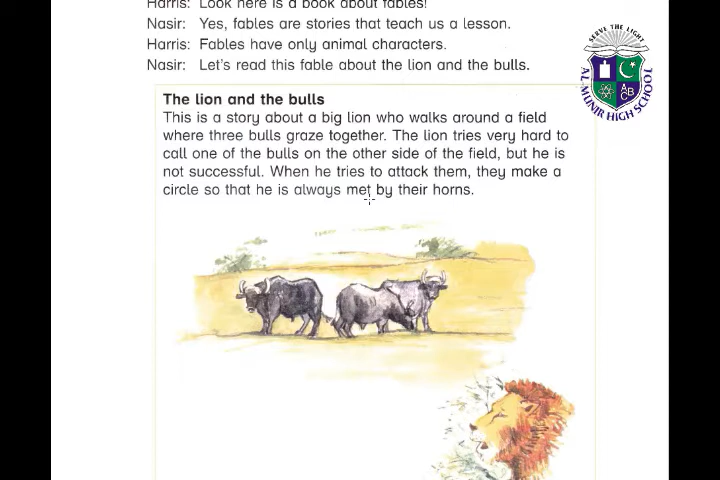 Harris: Look here is a book about fables!
Nasir: Yes, fables are stories that teach us a lesson.
Harris: Fables have only animal characters.
Nasir: Let's read this fable about the lion and the bulls.
The lion and the bulls
This is a story about a big lion who walks around a field
where three bulls graze together. The lion tries very hard to
call one of the bulls on the other side of the field, but he is
not successful. When he tries to attack them, they make a
circle so that he is always met by their horns.
SERVE THE LIGHT
A B C
AL-MUNIR HIGH SCHOOL